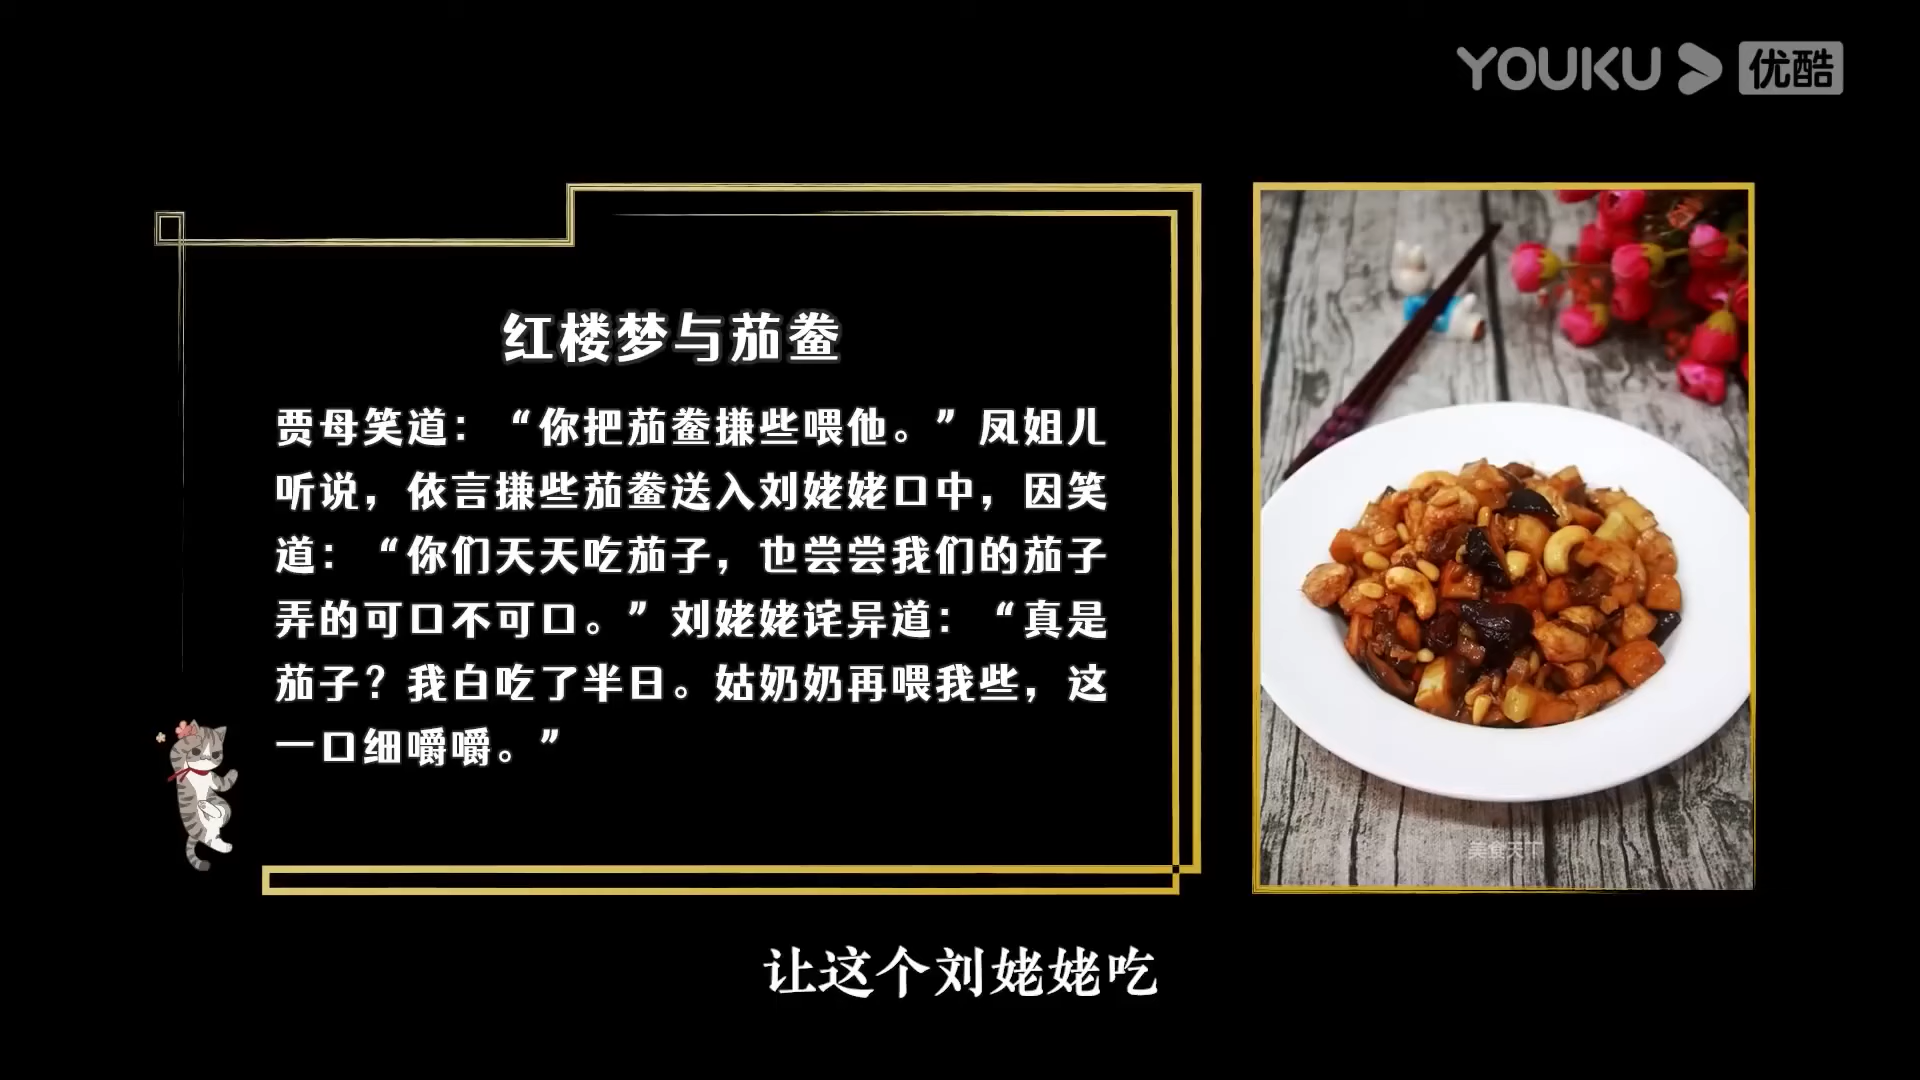 YOUKU 优酷
红楼梦与茄鲞
贾母笑道：“你把茄鲞搛些喂他。”凤姐儿
听说，依言搛些茄鲞送入刘姥姥口中，因笑
道：“你们天天吃茄子，也尝尝我们的茄子
弄的可口不可口。”刘姥姥诧异道：“真是
茄子？我白吃了半日。姑奶奶再喂我些，这
一口细嚼嚼。”
美食天下
让这个刘姥姥吃